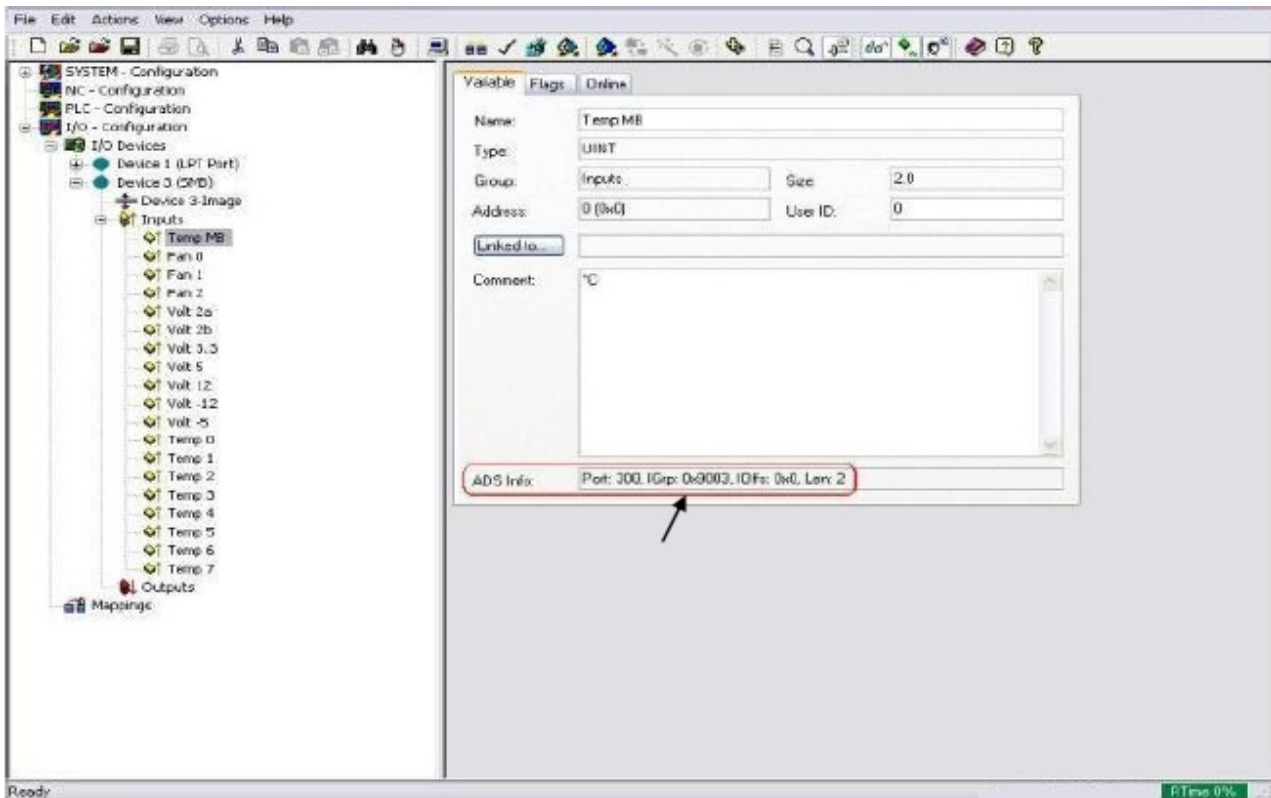 File Edit Actions View Options Help
SYSTEM - Configuration
NC - Configuration
PLC - Configuration
I/O - Configuration
I/O Devices
Device 1 (LPT Port)
Device 3 (SMB)
Device 3-Image
Inputs
Temp MB
Fan 0
Fan 1
Fan 2
Volt 2a
Volt 2b
Volt 3.3
Volt 5
Volt 12
Volt -12
Volt -5
Temp 0
Temp 1
Temp 2
Temp 3
Temp 4
Temp 5
Temp 6
Temp 7
Outputs
Mappings
Variable Flags Online
Name: Temp MB
Type: UINT
Group: Inputs Size: 2.0
Address: 0 (0x0) User ID: 0
Linked to...
Comment: °C
ADS Info: Port: 300, IGrp: 0x9003, IOffs: 0x0, Len: 2
Ready RTime 0%